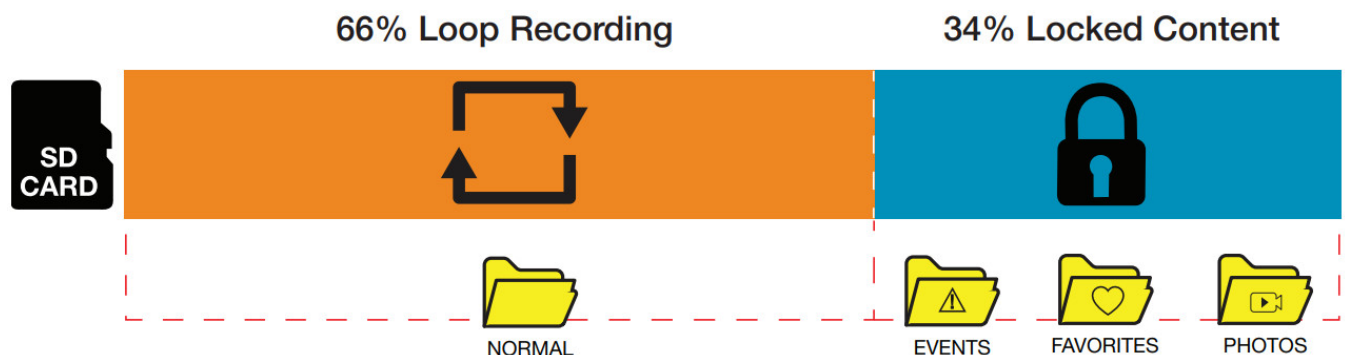 66% Loop Recording
34% Locked Content
SD
CARD
NORMAL
EVENTS
FAVORITES
PHOTOS